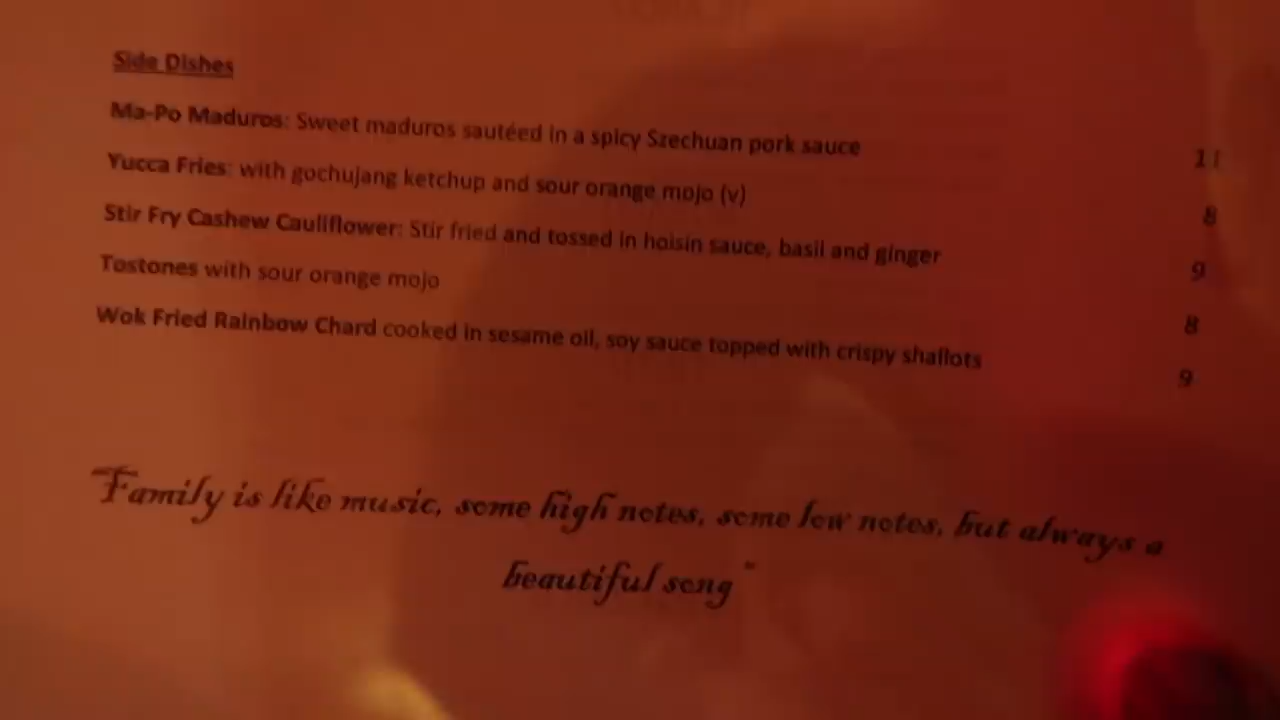 Side Dishes
Ma-Po Maduros: Sweet maduros sautéed in a spicy Szechuan pork sauce 11
Yucca Fries: with gochujang ketchup and sour orange mojo (v) 8
Stir Fry Cashew Cauliflower: Stir fried and tossed in hoisin sauce, basil and ginger 9
Tostones with sour orange mojo 8
Wok Fried Rainbow Chard cooked in sesame oil, soy sauce topped with crispy shallots 9
"Family is like music, some high notes, some low notes, but always a
beautiful song"